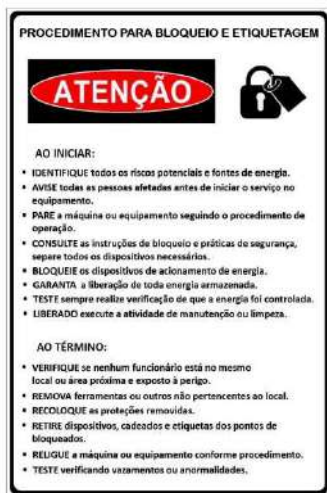 PROCEDIMENTO PARA BLOQUEIO E ETIQUETAGEM
ATENÇÃO
AO INICIAR:
• IDENTIFIQUE todos os riscos potenciais e fontes de energia.
• AVISE todas as pessoas afetadas antes de iniciar o serviço no
equipamento.
• PARE a máquina ou equipamento seguindo o procedimento de
operação.
• CONSULTE as instruções de bloqueio e práticas de segurança,
separe todos os dispositivos necessários.
• BLOQUEIE os dispositivos de acionamento de energia.
• GARANTA a liberação de toda energia armazenada.
• TESTE sempre realize verificação de que a energia foi controlada.
• LIBERADO execute a atividade de manutenção ou limpeza.
AO TÉRMINO:
• VERIFIQUE se nenhum funcionário está no mesmo
local ou área próxima e exposto à perigo.
• REMOVA ferramentas ou outros não pertencentes ao local.
• RECOLOQUE as proteções removidas.
• RETIRE dispositivos, cadeados e etiquetas dos pontos de
bloqueados.
• RELIGUE a máquina ou equipamento conforme procedimento.
• TESTE verificando vazamentos ou anormalidades.